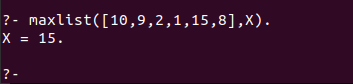 ?- maxlist([10,9,2,1,15,8],X).
X = 15.
?-